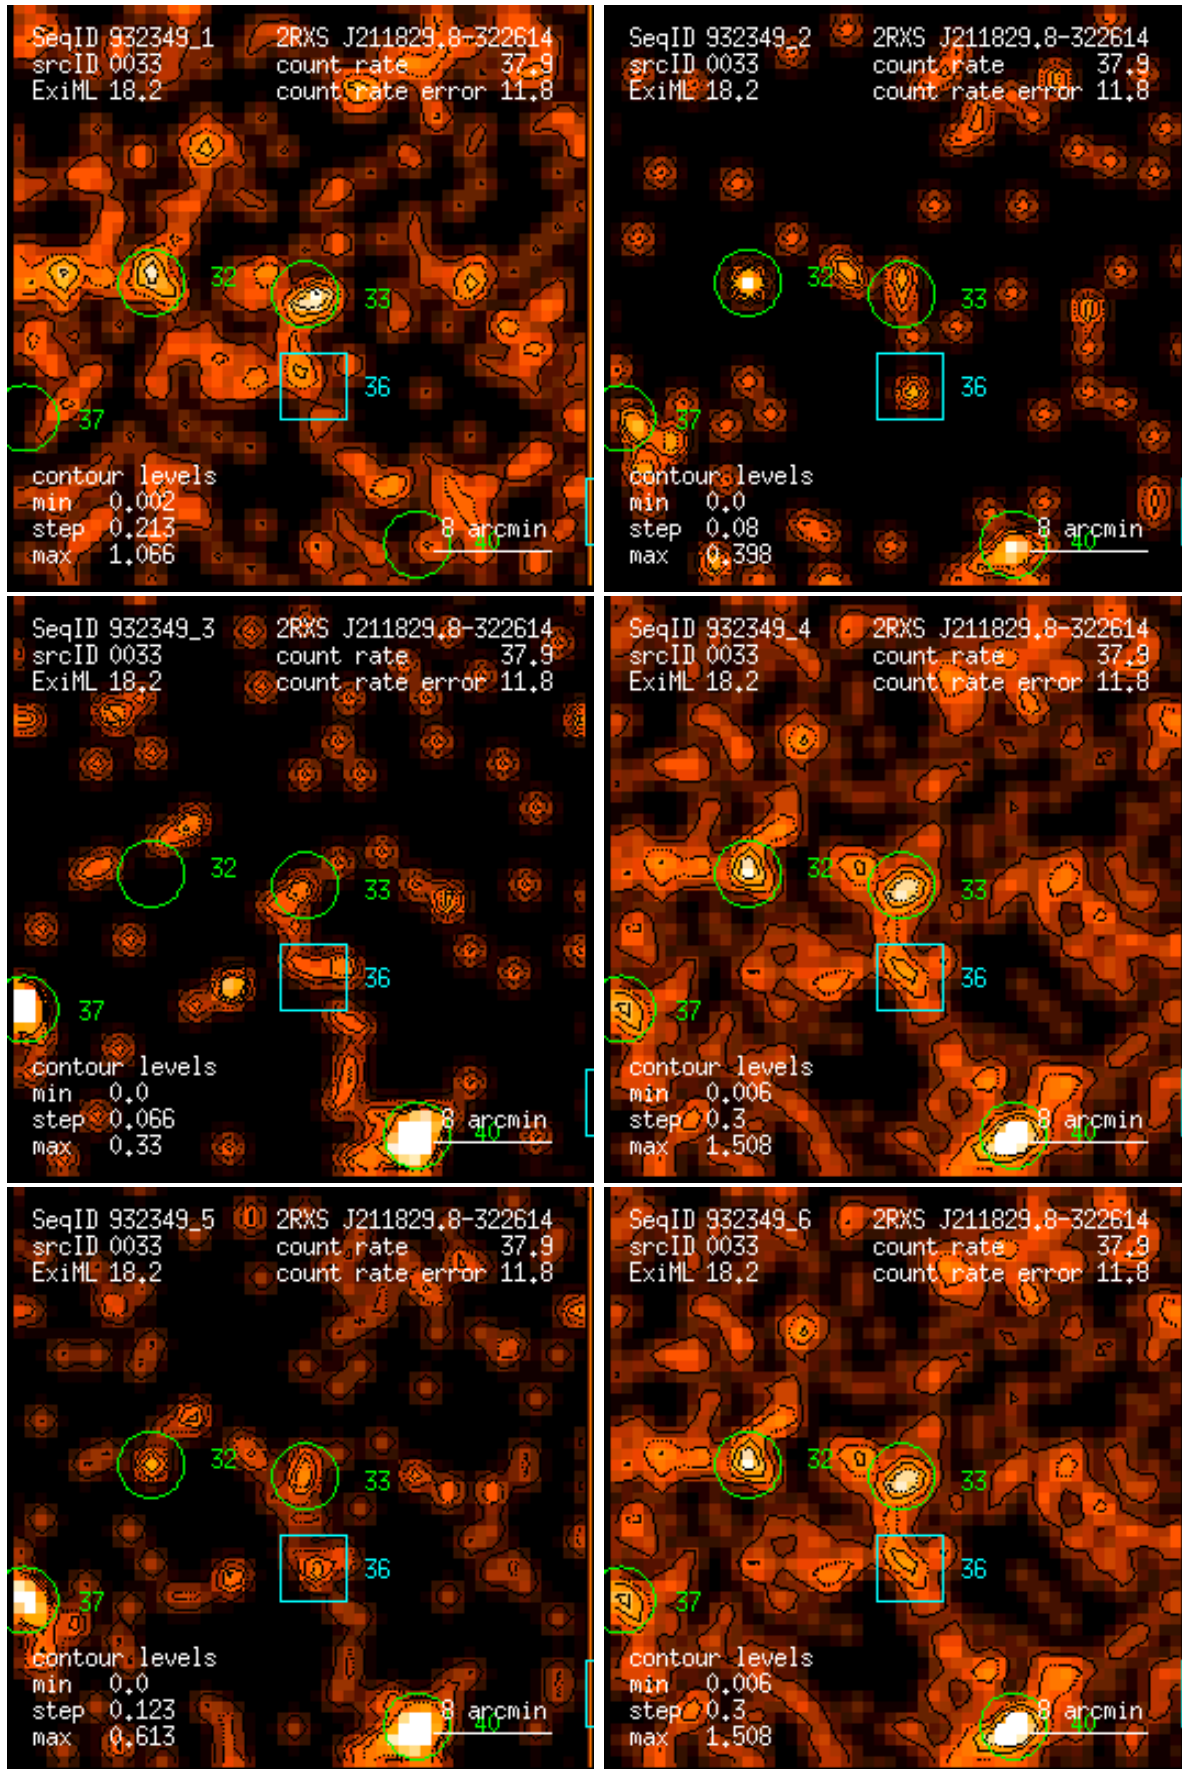 SeqID 932349_1 2RXS J211829.8-322614
srcID 0033 count rate 37.9
ExiML 18.2 count rate error 11.8
32
33
36
37
contour levels
min 0.002
step 0.213 8 arcmin
40
max 1.066
SeqID 932349_2 2RXS J211829.8-322614
srcID 0033 count rate 37.9
ExiML 18.2 count rate error 11.8
32
33
36
37
contour levels
min 0.0
step 0.08 8 arcmin
40
max 0.398
SeqID 932349_3 2RXS J211829.8-322614
srcID 0033 count rate 37.9
ExiML 18.2 count rate error 11.8
32
33
36
37
contour levels
min 0.0
step 0.066 8 arcmin
40
max 0.33
SeqID 932349_4 2RXS J211829.8-322614
srcID 0033 count rate 37.9
ExiML 18.2 count rate error 11.8
32
33
36
37
contour levels
min 0.006
step 0.3 8 arcmin
40
max 1.508
SeqID 932349_5 2RXS J211829.8-322614
srcID 0033 count rate 37.9
ExiML 18.2 count rate error 11.8
32
33
36
37
contour levels
min 0.0
step 0.123 8 arcmin
40
max 0.613
SeqID 932349_6 2RXS J211829.8-322614
srcID 0033 count rate 37.9
ExiML 18.2 count rate error 11.8
32
33
36
37
contour levels
min 0.006
step 0.3 8 arcmin
40
max 1.508